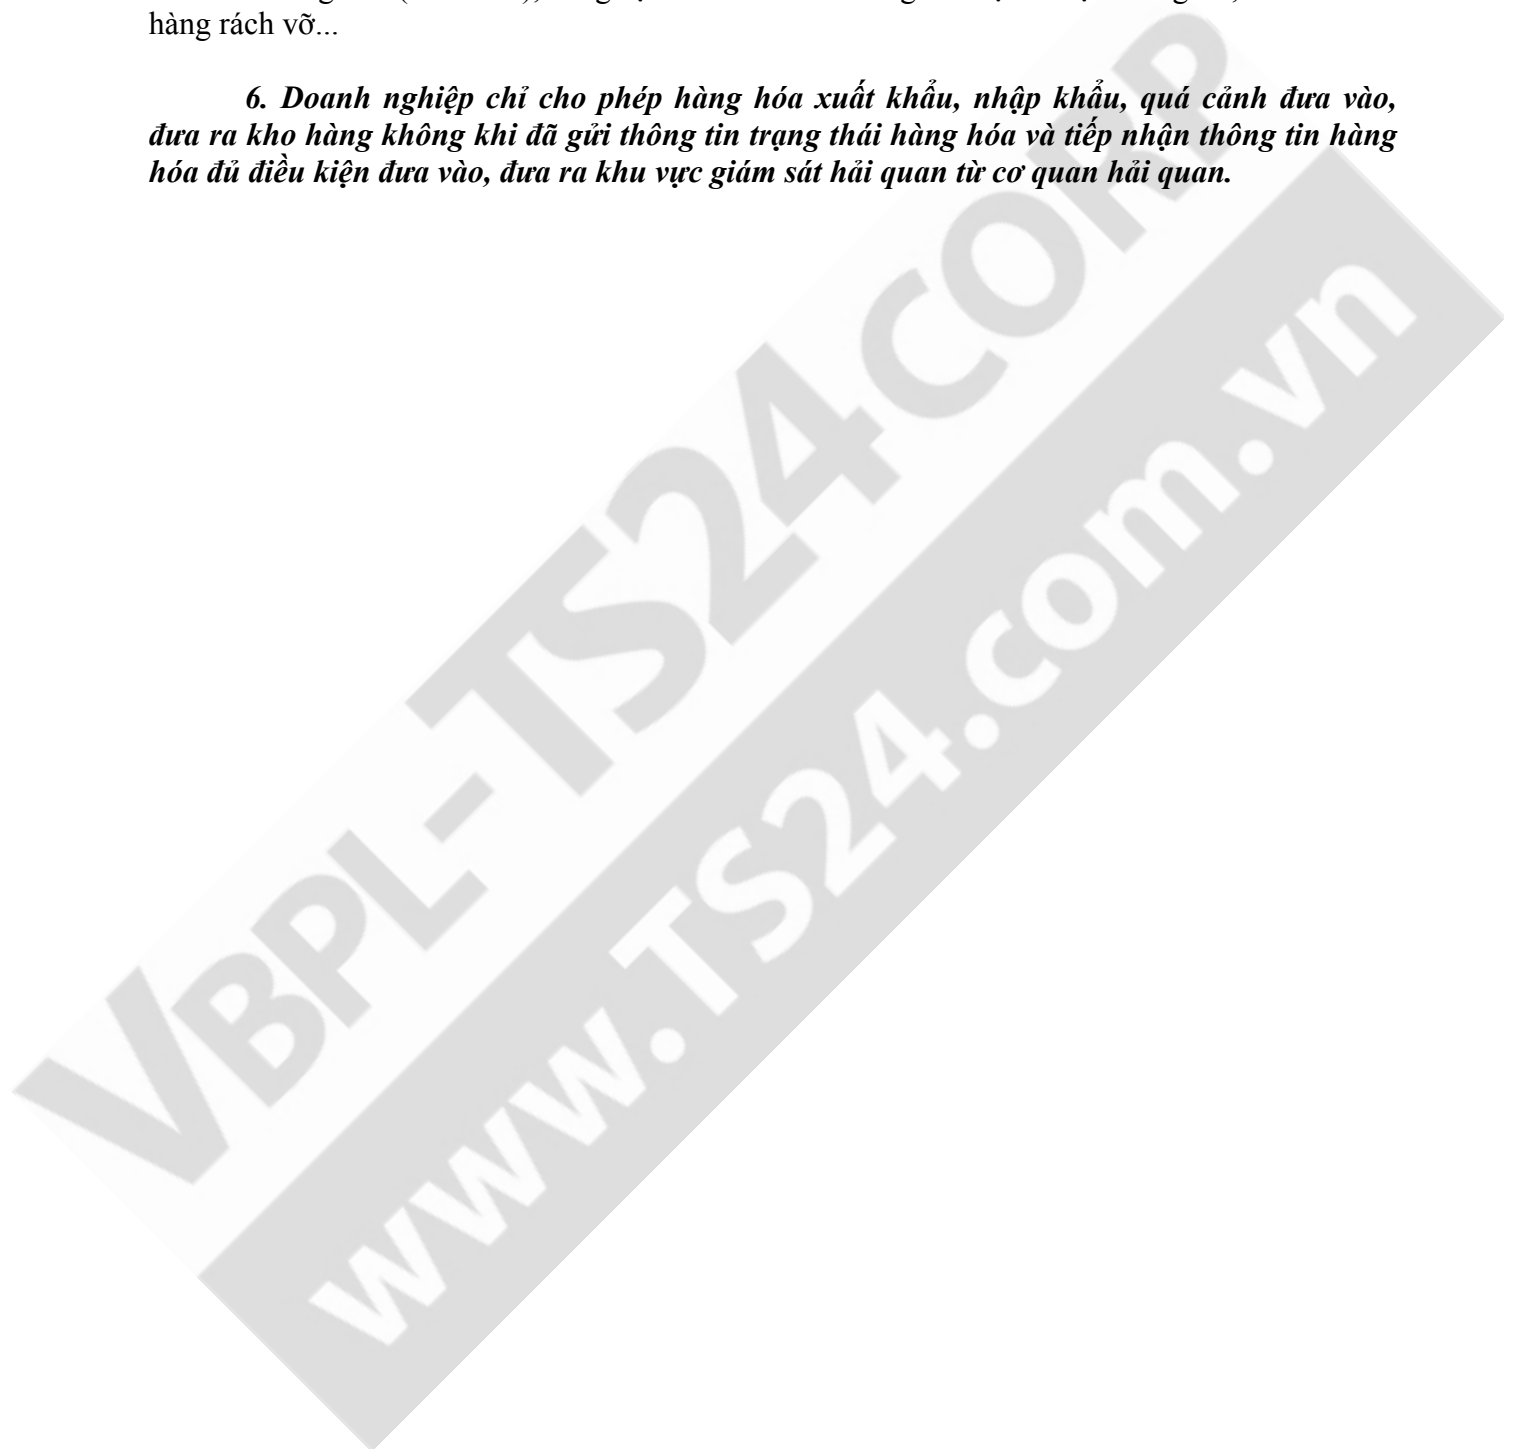 hàng rách vỡ...
6. Doanh nghiệp chỉ cho phép hàng hóa xuất khẩu, nhập khẩu, quá cảnh đưa vào,
đưa ra kho hàng không khi đã gửi thông tin trạng thái hàng hóa và tiếp nhận thông tin hàng
hóa đủ điều kiện đưa vào, đưa ra khu vực giám sát hải quan từ cơ quan hải quan.
VBPL-TS24CORP
www.TS24.com.vn